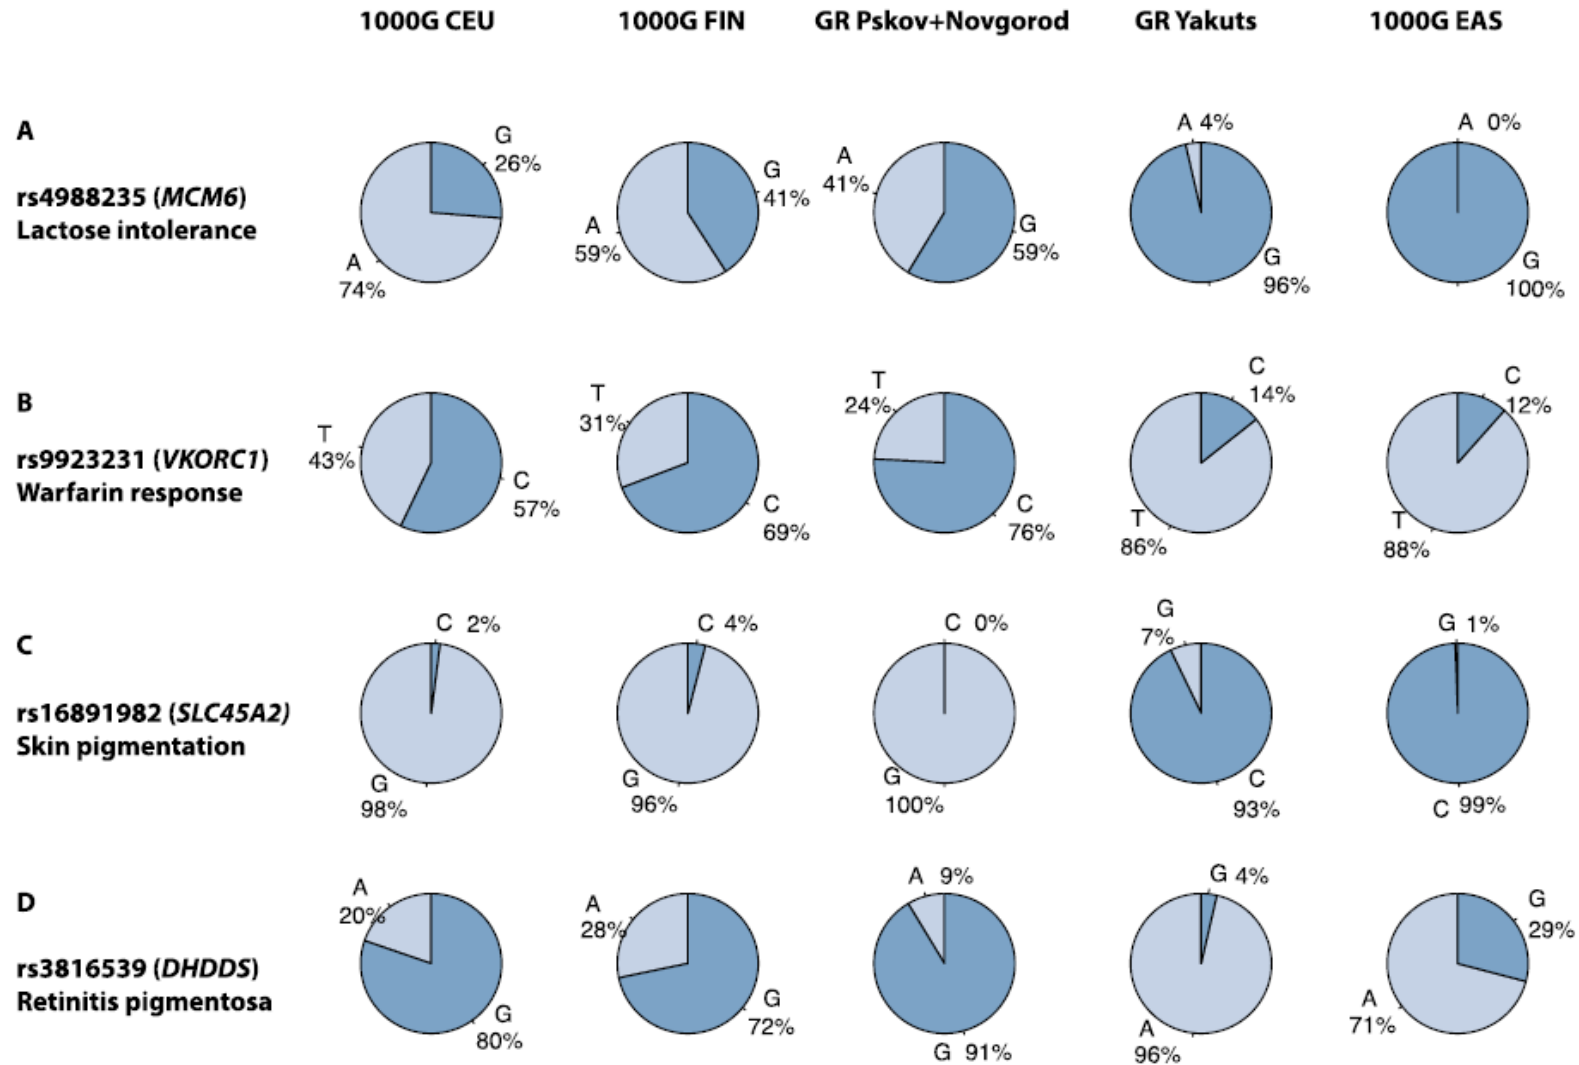 1000G CEU 1000G FIN GR Pskov+Novgorod GR Yakuts 1000G EAS
A
rs4988235 (MCM6)
Lactose intolerance
G
26%
A
74%
G
41%
A
59%
A
41%
G
59%
A 4%
G
96%
A 0%
G
100%
B
rs9923231 (VKORC1)
Warfarin response
T
43%
C
57%
T
31%
C
69%
T
24%
C
76%
C
14%
T
86%
C
12%
T
88%
C
rs16891982 (SLC45A2)
Skin pigmentation
C 2%
G
98%
C 4%
G
96%
C 0%
G
100%
G
7%
C
93%
G 1%
C 99%
D
rs3816539 (DHDDS)
Retinitis pigmentosa
A
20%
G
80%
A
28%
G
72%
A 9%
G 91%
G 4%
A
96%
G
29%
A
71%